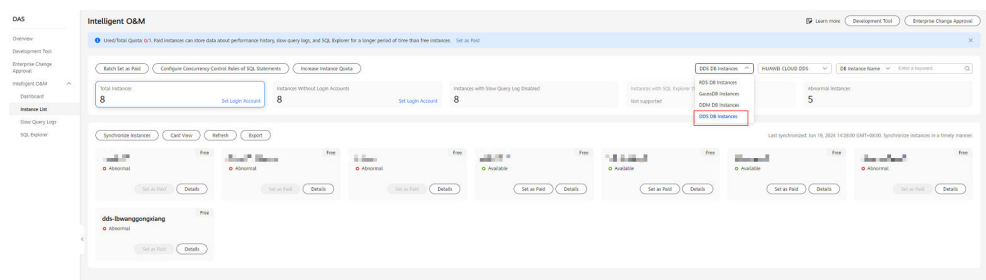 DAS
Overview
Development Tool
Enterprise Change
Approval
Intelligent O&M
Dashboard
Instance List
Slow Query Logs
SQL Explorer
Intelligent O&M
Learn more
Development Tool
Enterprise Change Approval
Used/Total Quota: 0/1. Paid instances can store data about performance history, slow query logs, and SQL Explorer for a longer period of time than free instances. Set as Paid
Batch Set as Paid
Configure Concurrency Control Rules of SQL Statements
Increase Instance Quota
DDS DB Instances
HUAWEI CLOUD DDS
DB Instance Name
Enter a keyword.
RDS DB Instances
GaussDB Instances
DDM DB Instances
DDS DB Instances
Total Instances
8
Set Login Account
Instances Without Login Accounts
8
Set Login Account
Instances with Slow Query Log Disabled
8
Instances with SQL Explorer D
Not supported
Abnormal Instances
5
Synchronize Instances
Card View
Refresh
Export
Last synchronized: Jun 19, 2024 14:24:00 GMT+08:00. Synchronize instances in a timely manner.
Free
Abnormal
Set as Paid
Details
Free
Abnormal
Set as Paid
Details
Free
Abnormal
Set as Paid
Details
Free
Available
Set as Paid
Details
Free
Available
Set as Paid
Details
Free
Available
Set as Paid
Details
Free
Abnormal
Set as Paid
Details
Free
dds-lbwanggongxiang
Abnormal
Set as Paid
Details